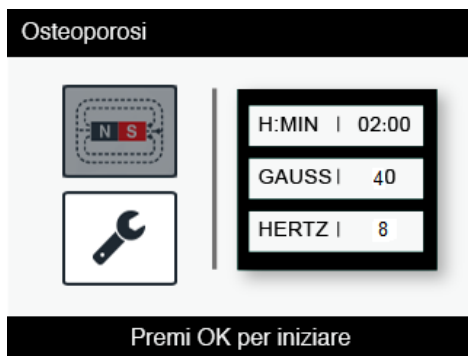 Osteoporosi
N S
H:MIN | 02:00
GAUSS | 40
HERTZ | 8
Premi OK per iniziare